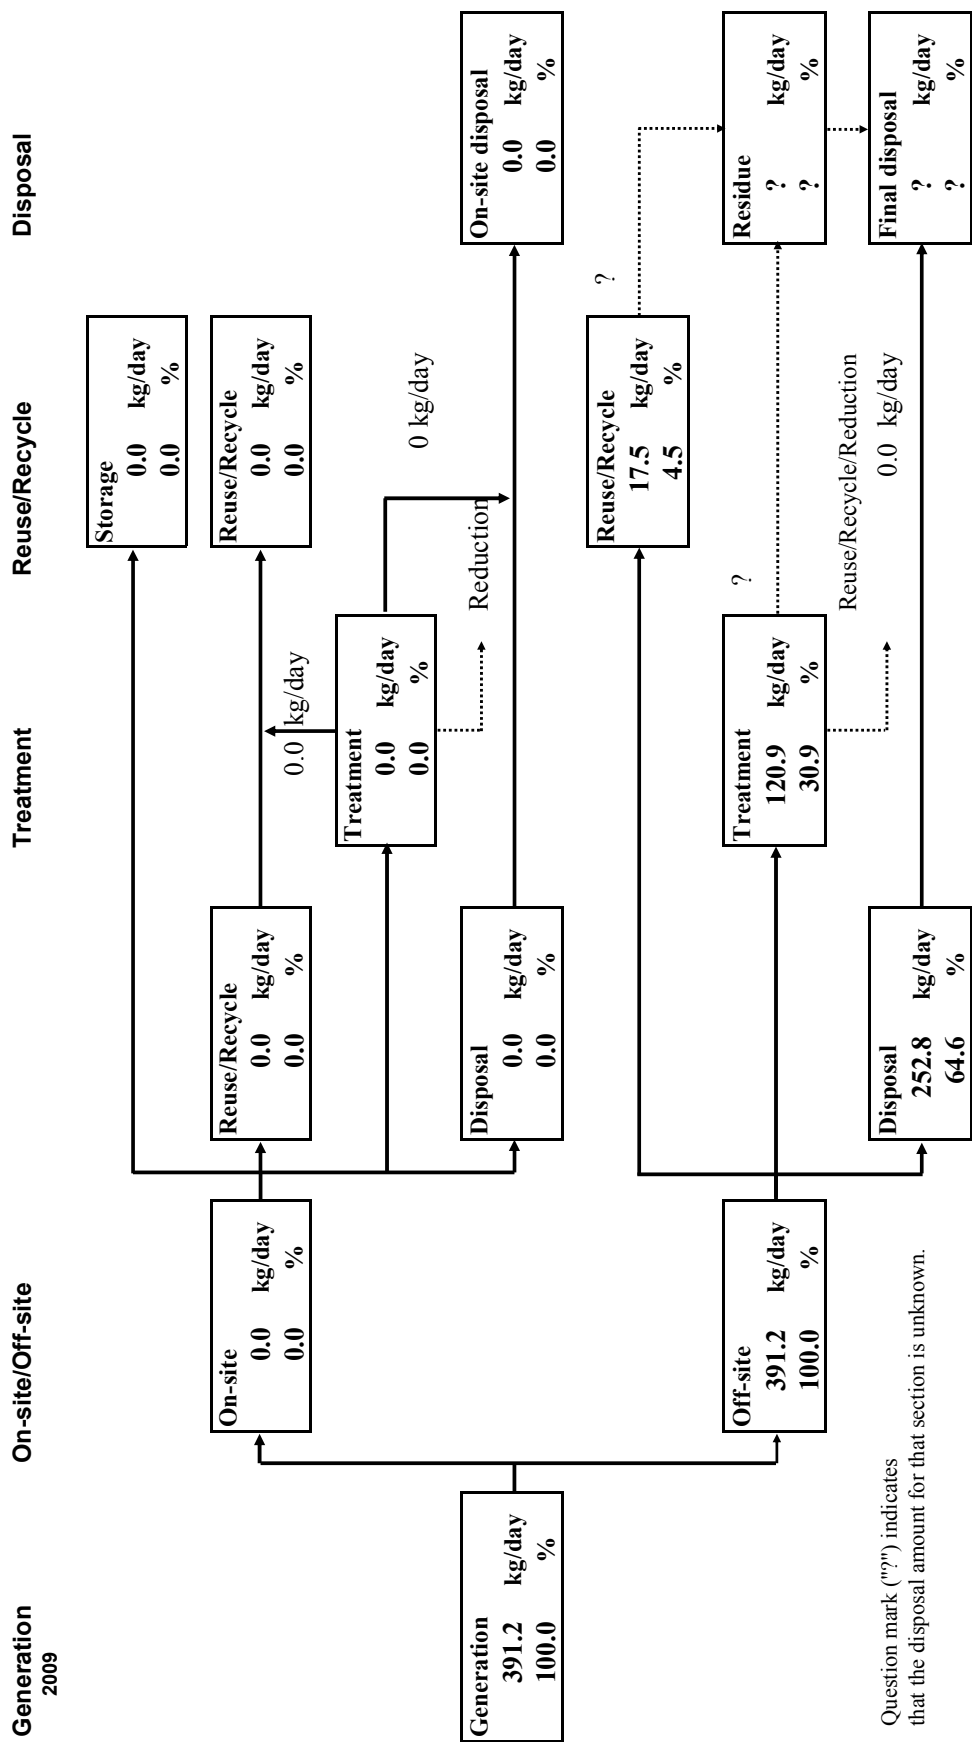 Generation On-site/Off-site Treatment Reuse/Recycle Disposal
2009
Storage
0.0 kg/day
0.0 %
On-site
0.0 kg/day
0.0 %
Reuse/Recycle
0.0 kg/day
0.0 %
Reuse/Recycle
0.0 kg/day
0.0 %
0.0 kg/day
Treatment
0.0 kg/day
0.0 %
0 kg/day
Reduction
Generation
391.2 kg/day
100.0 %
Disposal
0.0 kg/day
0.0 %
On-site disposal
0.0 kg/day
0.0 %
Reuse/Recycle
17.5 kg/day
4.5 %
?
Off-site
391.2 kg/day
100.0 %
Treatment
120.9 kg/day
30.9 %
?
Residue
? kg/day
? %
Reuse/Recycle/Reduction
0.0 kg/day
Disposal
252.8 kg/day
64.6 %
Final disposal
? kg/day
? %
Question mark ("?") indicates
that the disposal amount for that section is unknown.